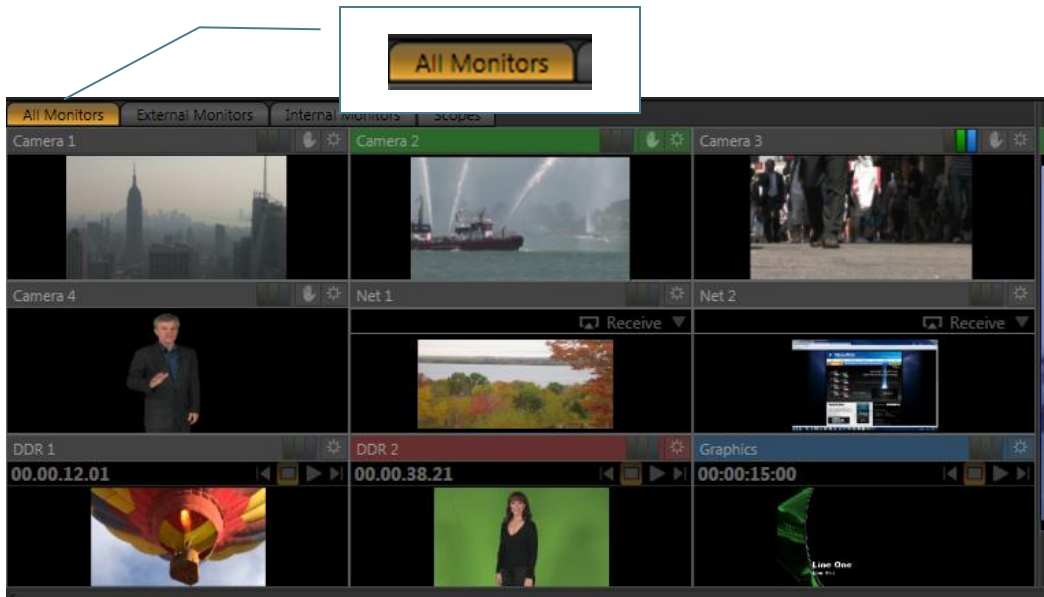 All Monitors
All Monitors External Monitors Internal Monitors Scopes
Camera 1 Camera 2 Camera 3
Camera 4 Net 1 Net 2
Receive Receive
DDR 1 DDR 2 Graphics
00.00.12.01 00.00.38.21 00:00:15:00
Line One